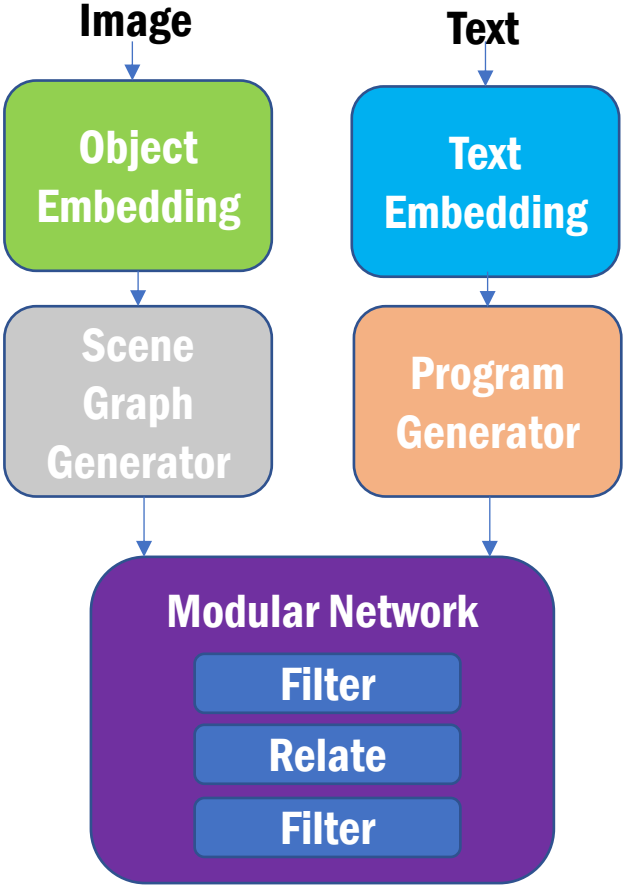 Image
Text
Object
Embedding
Text
Embedding
Scene
Graph
Generator
Program
Generator
Modular Network
Filter
Relate
Filter